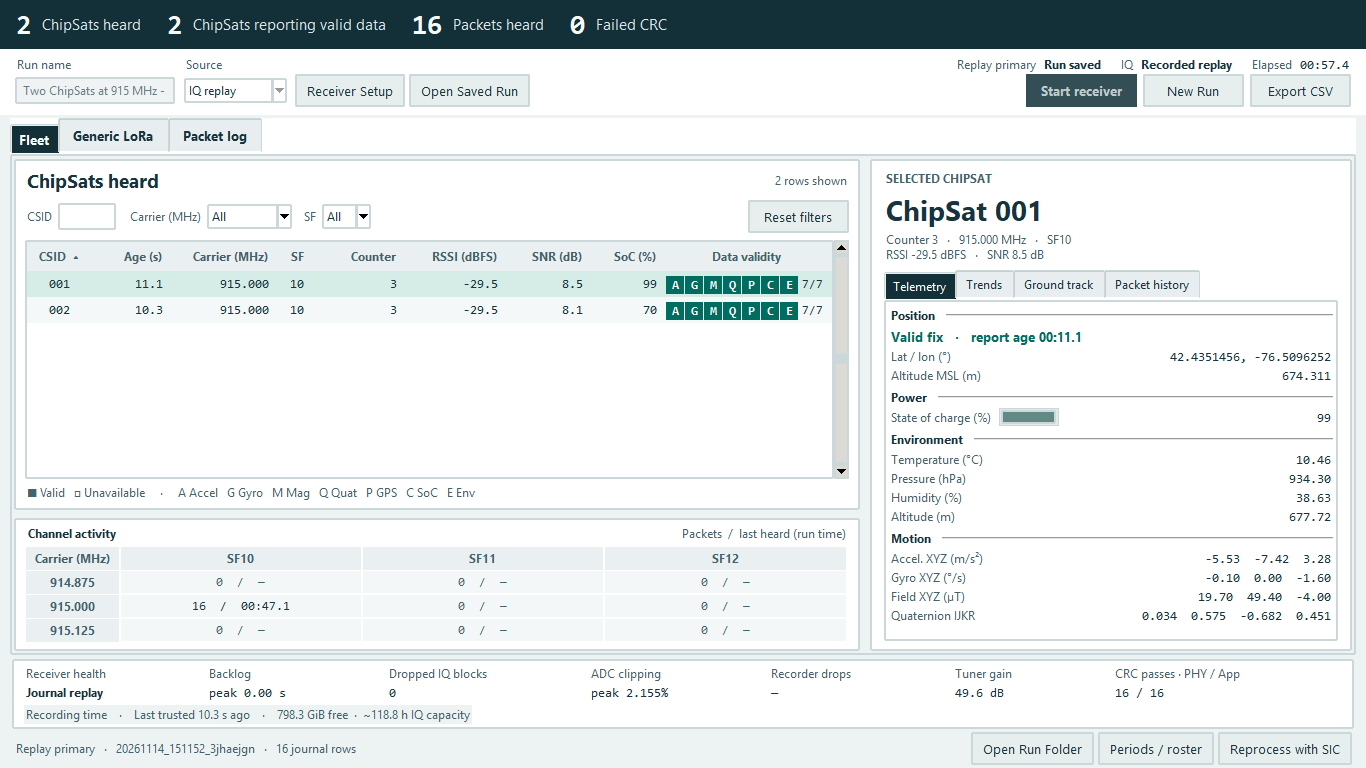 2 ChipSats heard 2 ChipSats reporting valid data 16 Packets heard 0 Failed CRC
Run name Source Replay primary Run saved IQ Recorded replay Elapsed 00:57.4
Two ChipSats at 915 MHz - IQ replay Receiver Setup Open Saved Run Start receiver New Run Export CSV
Fleet Generic LoRa Packet log
ChipSats heard 2 rows shown
CSID Carrier (MHz) All SF All Reset filters
CSID Age (s) Carrier (MHz) SF Counter RSSI (dBFS) SNR (dB) SoC (%) Data validity
001 11.1 915.000 10 3 -29.5 8.5 99 A G M Q P C E 7/7
002 10.3 915.000 10 3 -29.5 8.1 70 A G M Q P C E 7/7
■ Valid □ Unavailable · A Accel G Gyro M Mag Q Quat P GPS C SoC E Env
Channel activity Packets / last heard (run time)
Carrier (MHz) SF10 SF11 SF12
914.875 0 / – 0 / – 0 / –
915.000 16 / 00:47.1 0 / – 0 / –
915.125 0 / – 0 / – 0 / –
SELECTED CHIPSAT
ChipSat 001
Counter 3 · 915.000 MHz · SF10
RSSI -29.5 dBFS · SNR 8.5 dB
Telemetry Trends Ground track Packet history
Position
Valid fix · report age 00:11.1
Lat / lon (°) 42.4351456, -76.5096252
Altitude MSL (m) 674.311
Power
State of charge (%) 99
Environment
Temperature (°C) 10.46
Pressure (hPa) 934.30
Humidity (%) 38.63
Altitude (m) 677.72
Motion
Accel. XYZ (m/s²) -5.53 -7.42 3.28
Gyro XYZ (°/s) -0.10 0.00 -1.60
Field XYZ (µT) 19.70 49.40 -4.00
Quaternion IJKR 0.034 0.575 -0.682 0.451
Receiver health Backlog Dropped IQ blocks ADC clipping Recorder drops Tuner gain CRC passes · PHY / App
Journal replay peak 0.00 s 0 peak 2.155% – 49.6 dB 16 / 16
Recording time · Last trusted 10.3 s ago · 798.3 GiB free · ~118.8 h IQ capacity
Replay primary · 20261114_151152_3jhaejgn · 16 journal rows Open Run Folder Periods / roster Reprocess with SIC